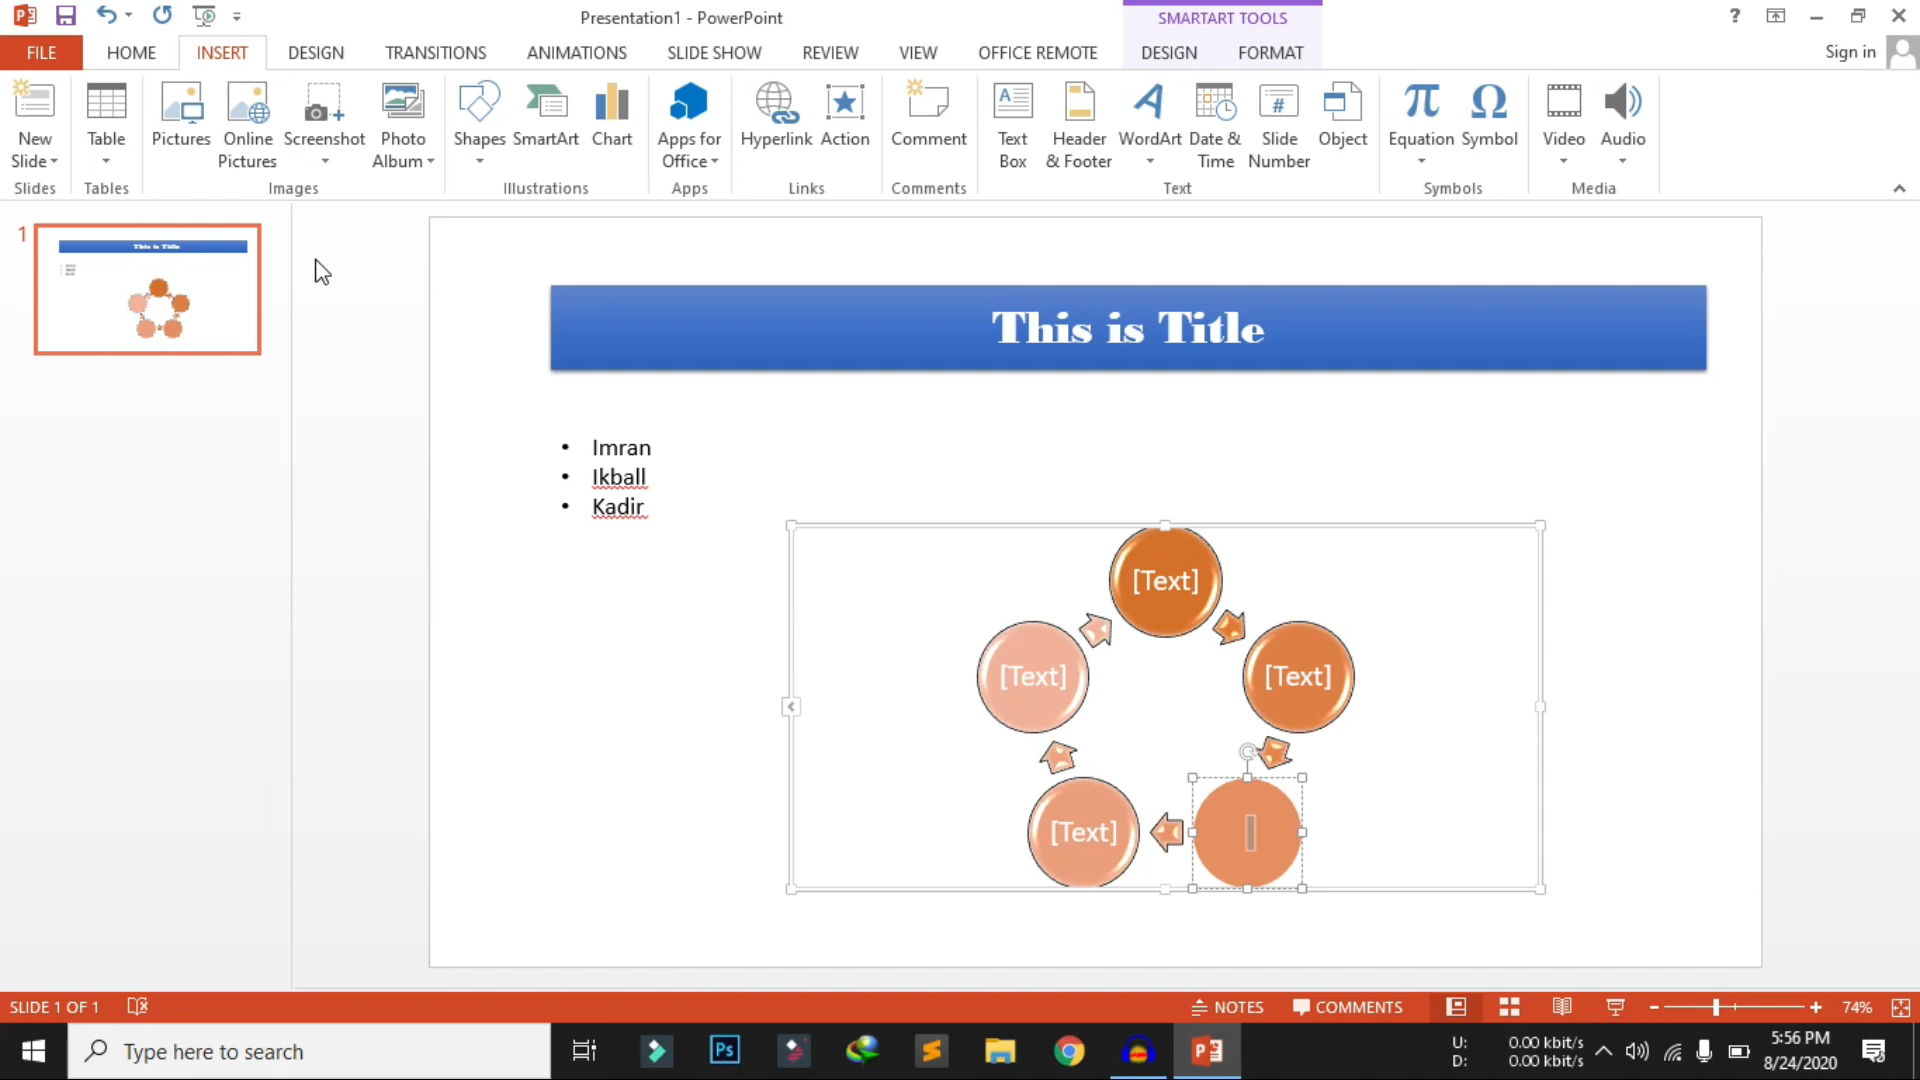 Presentation1 - PowerPoint
SMARTART TOOLS
?
FILE
HOME
INSERT
DESIGN
TRANSITIONS
ANIMATIONS
SLIDE SHOW
REVIEW
VIEW
OFFICE REMOTE
DESIGN
FORMAT
Sign in
New
Slide
Table
Pictures
Online
Pictures
Screenshot
Photo
Album
Shapes
SmartArt
Chart
Apps for
Office
Hyperlink
Action
Comment
Text
Box
Header
& Footer
WordArt
Date &
Time
Slide
Number
Object
Equation
Symbol
Video
Audio
Slides
Tables
Images
Illustrations
Apps
Links
Comments
Text
Symbols
Media
1
This is Title
This is Title
• Imran
• Ikball
• Kadir
[Text]
[Text]
[Text]
[Text]
SLIDE 1 OF 1
NOTES
COMMENTS
74%
Type here to search
Ps
U: 0.00 kbit/s
D: 0.00 kbit/s
5:56 PM
8/24/2020